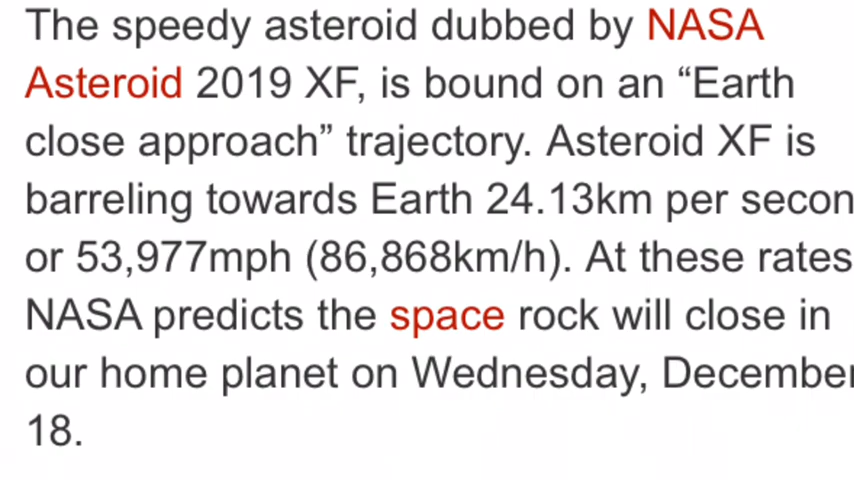 The speedy asteroid dubbed by NASA
Asteroid 2019 XF, is bound on an “Earth
close approach” trajectory. Asteroid XF is
barreling towards Earth 24.13km per secon
or 53,977mph (86,868km/h). At these rates
NASA predicts the space rock will close in
our home planet on Wednesday, December
18.